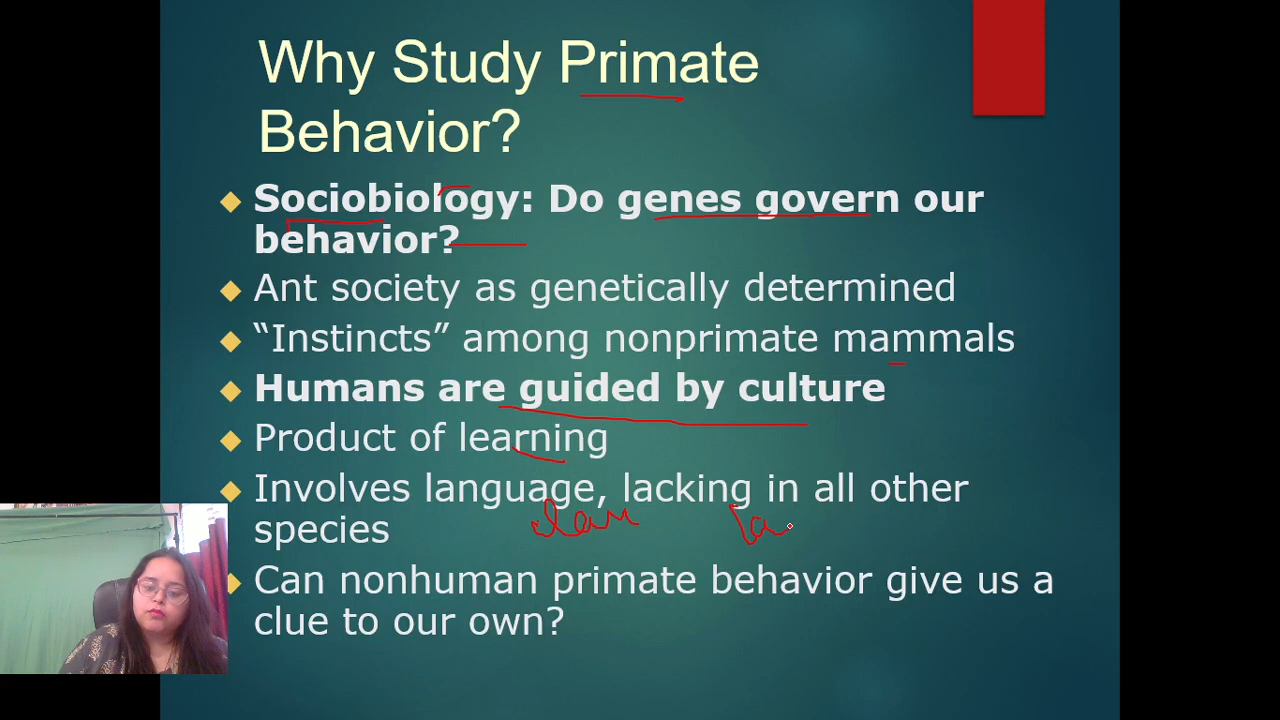 Why Study Primate
Behavior?
Sociobiology: Do genes govern our
behavior?
Ant society as genetically determined
“Instincts” among nonprimate mammals
Humans are guided by culture
Product of learning
Involves language, lacking in all other
species
Can nonhuman primate behavior give us a
clue to our own?